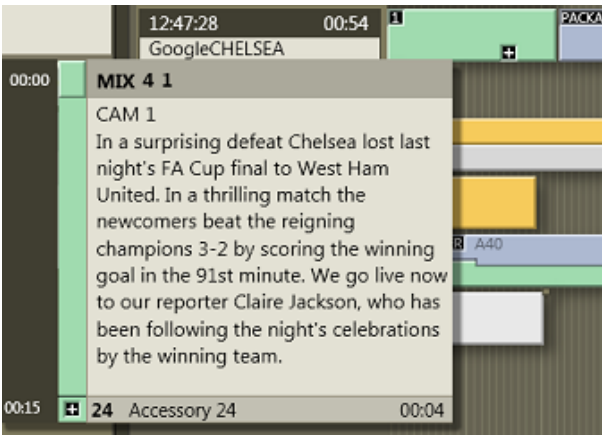 12:47:28 00:54
GoogleCHELSEA
1
PACKA
00:00
MIX 4 1
CAM 1
In a surprising defeat Chelsea lost last
night's FA Cup final to West Ham
United. In a thrilling match the
newcomers beat the reigning
champions 3-2 by scoring the winning
goal in the 91st minute. We go live now
to our reporter Claire Jackson, who has
been following the night's celebrations
by the winning team.
R A40
00:15 + 24 Accessory 24 00:04